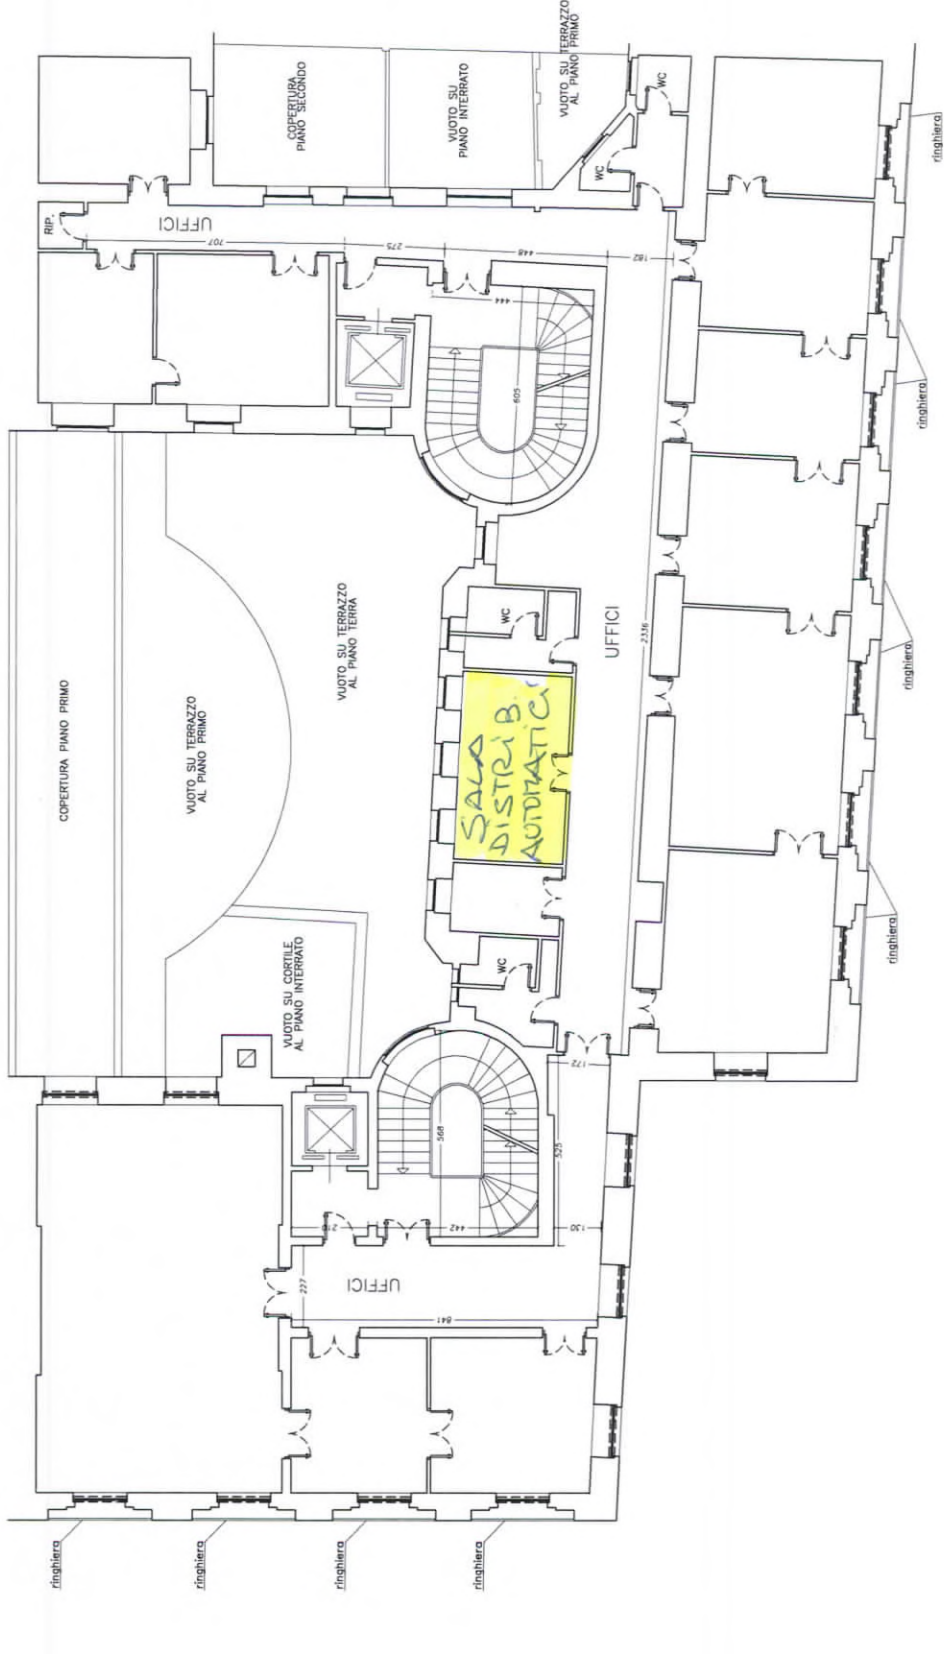 VUOTO SU TERRAZZO
AL PIANO PRIMO
COPERTURA
PIANO SECONDO
VUOTO SU
PIANO INTERRATO
WC
WC
RIP.
UFFICI
707
275
448
182
444
605
ringhiera
ringhiera
COPERTURA PIANO PRIMO
VUOTO SU TERRAZZO
AL PIANO PRIMO
VUOTO SU TERRAZZO
AL PIANO TERRA
WC
UFFICI
2336
ringhiera
SALA
DISTRIB.
AUTOMATICI
VUOTO SU CORTILE
AL PIANO INTERRATO
WC
ringhiera
172
568
525
210
442
130
227
UFFICI
841
ringhiera
ringhiera
ringhiera
ringhiera